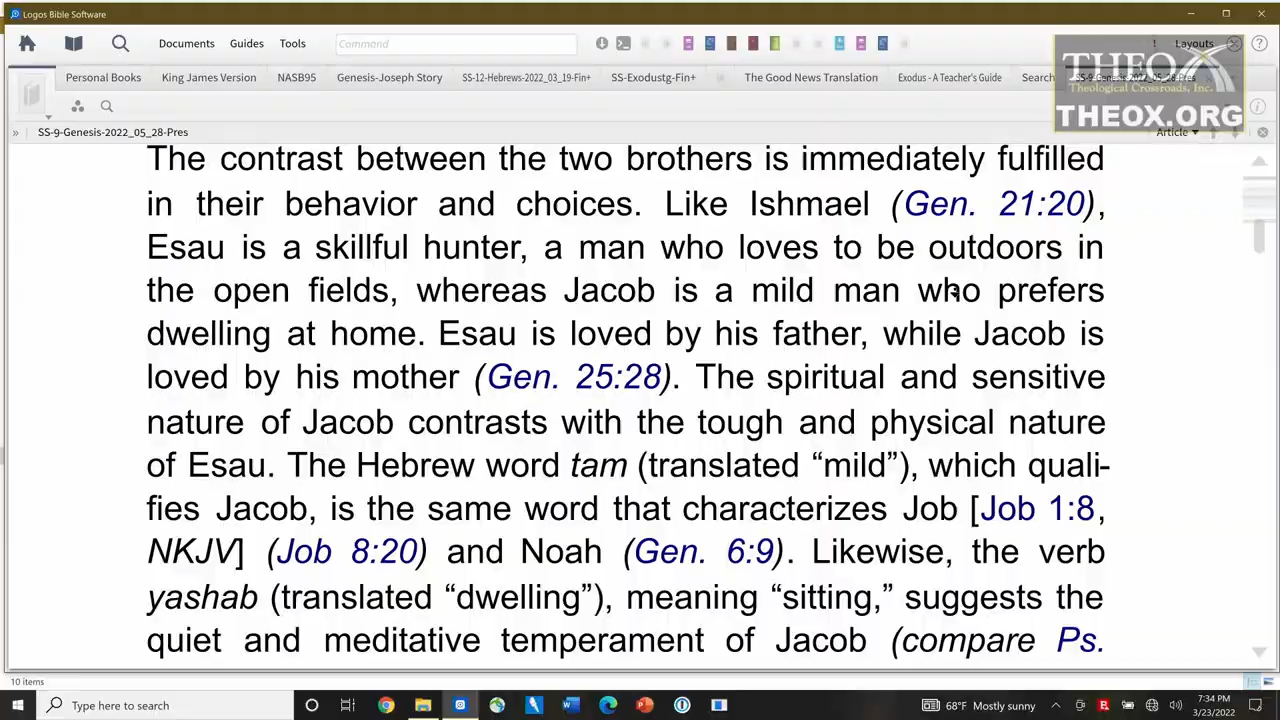 Logos Bible Software
Documents Guides Tools Command Layouts
Personal Books King James Version NASB95 Genesis Joseph Story SS-12-Hebrews-2022_03_19-Fin+ SS-Exodustg-Fin+ The Good News Translation Exodus - A Teacher's Guide Search SS-9-Genesis-2022_05_28-Pres
THEOX
Theological Crossroads, Inc.
THEOX.ORG
SS-9-Genesis-2022_05_28-Pres Article
The contrast between the two brothers is immediately fulfilled
in their behavior and choices. Like Ishmael (Gen. 21:20),
Esau is a skillful hunter, a man who loves to be outdoors in
the open fields, whereas Jacob is a mild man who prefers
dwelling at home. Esau is loved by his father, while Jacob is
loved by his mother (Gen. 25:28). The spiritual and sensitive
nature of Jacob contrasts with the tough and physical nature
of Esau. The Hebrew word tam (translated “mild”), which quali-
fies Jacob, is the same word that characterizes Job [Job 1:8,
NKJV] (Job 8:20) and Noah (Gen. 6:9). Likewise, the verb
yashab (translated “dwelling”), meaning “sitting,” suggests the
quiet and meditative temperament of Jacob (compare Ps.
10 items
Type here to search
68°F Mostly sunny
7:34 PM
3/23/2022